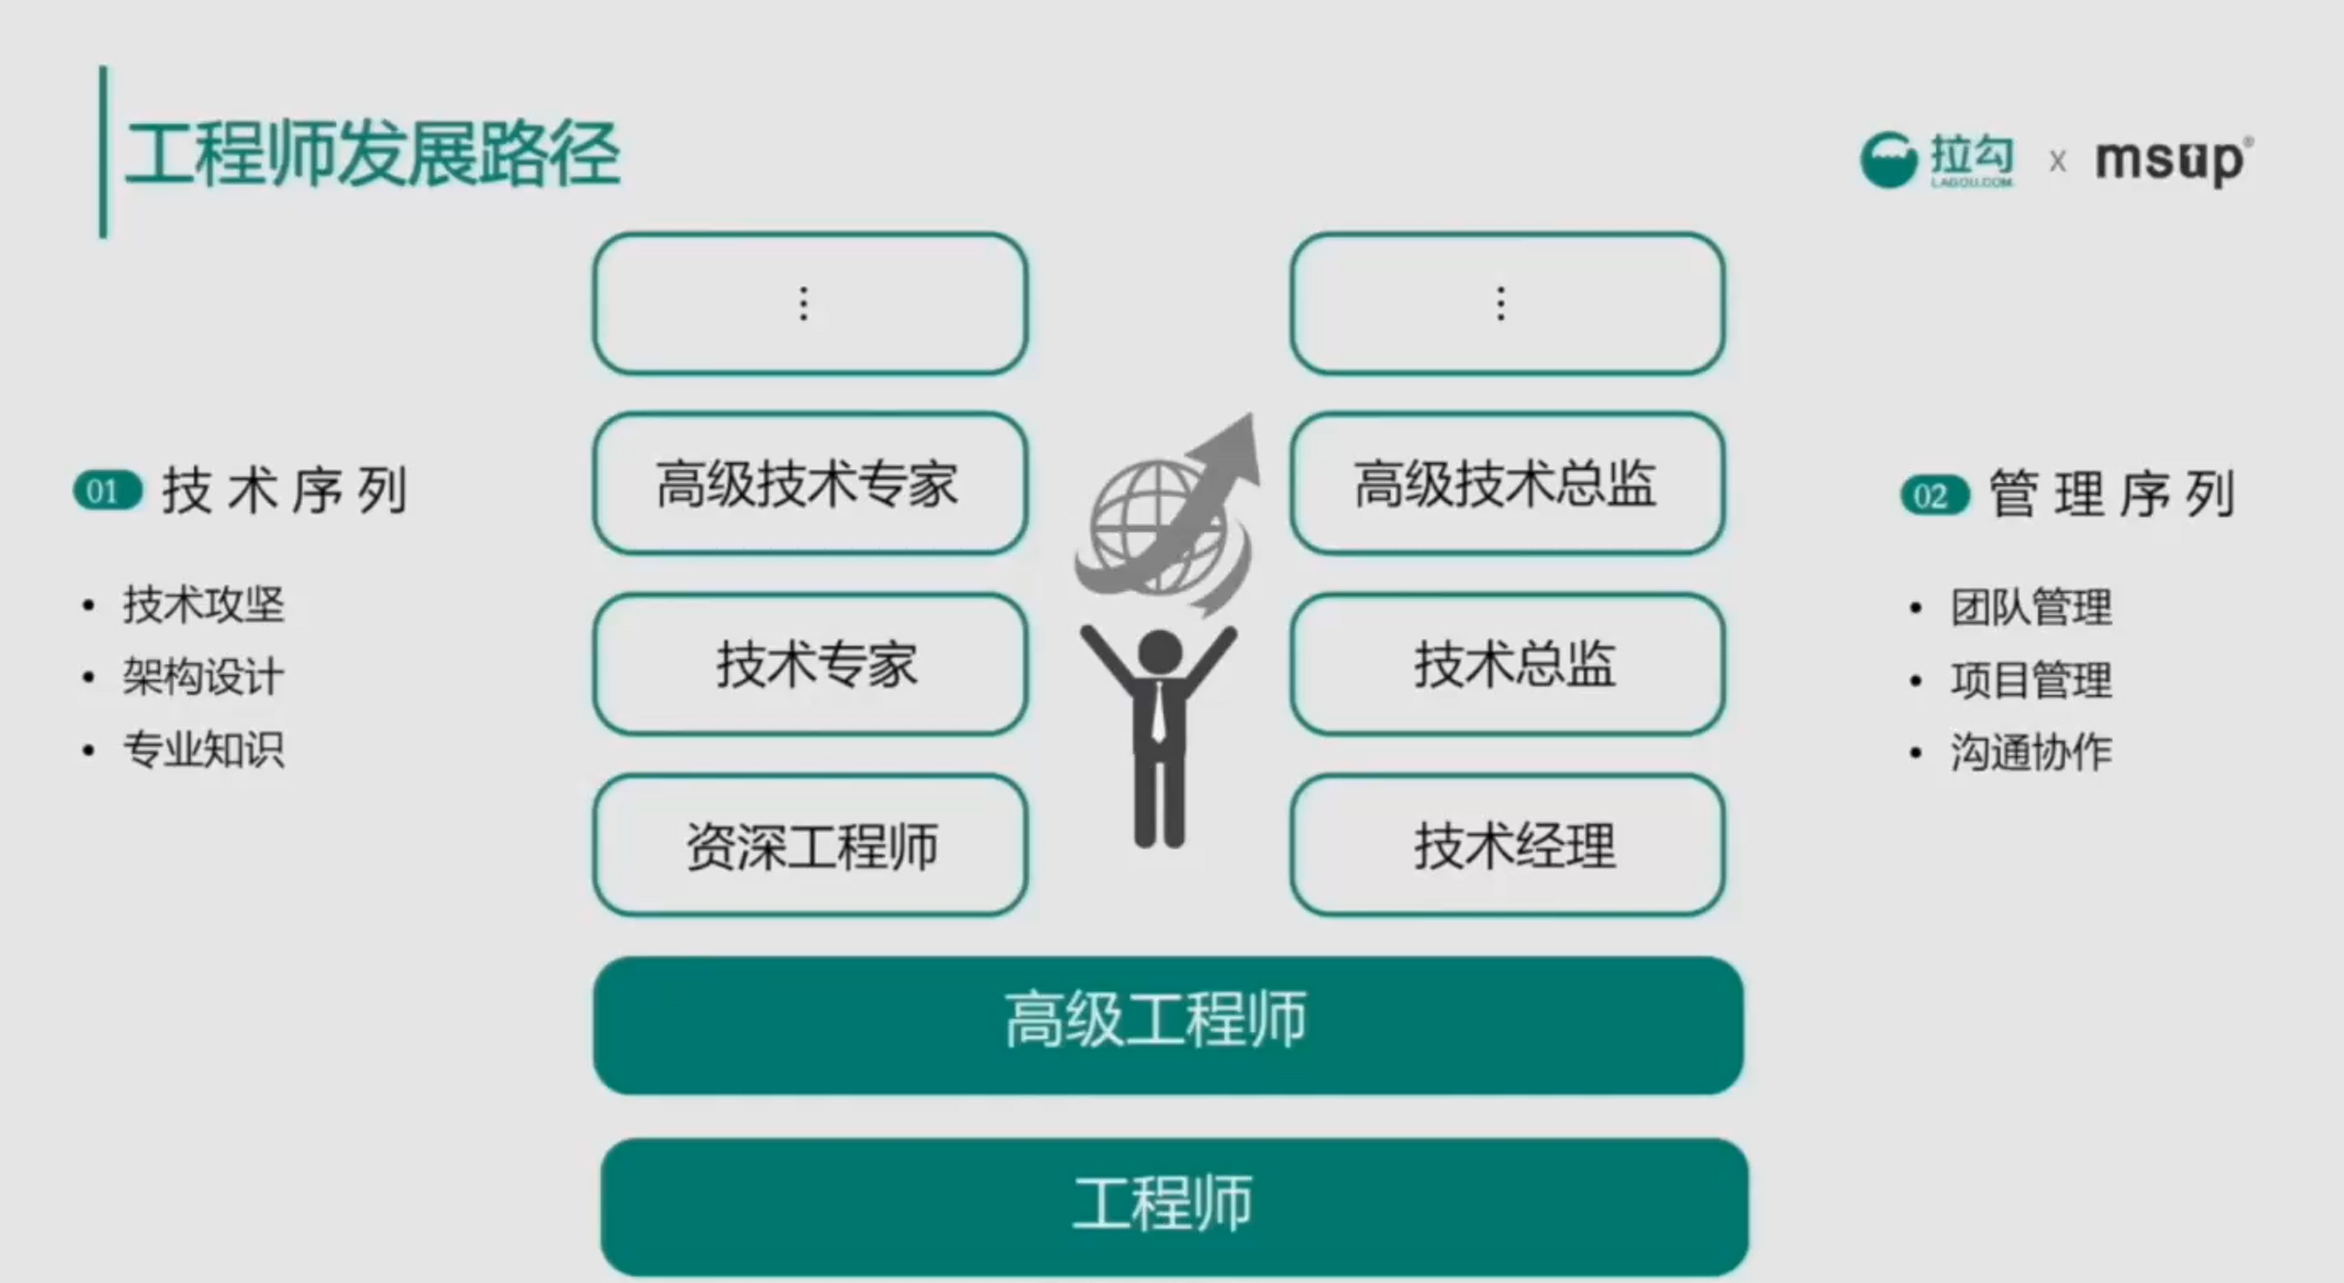 工程师发展路径
拉勾
LAGOU.COM
x
msup®
⋮
⋮
01 技术序列
技术攻坚
架构设计
专业知识
高级技术专家
技术专家
资深工程师
高级技术总监
技术总监
技术经理
02 管理序列
团队管理
项目管理
沟通协作
高级工程师
工程师